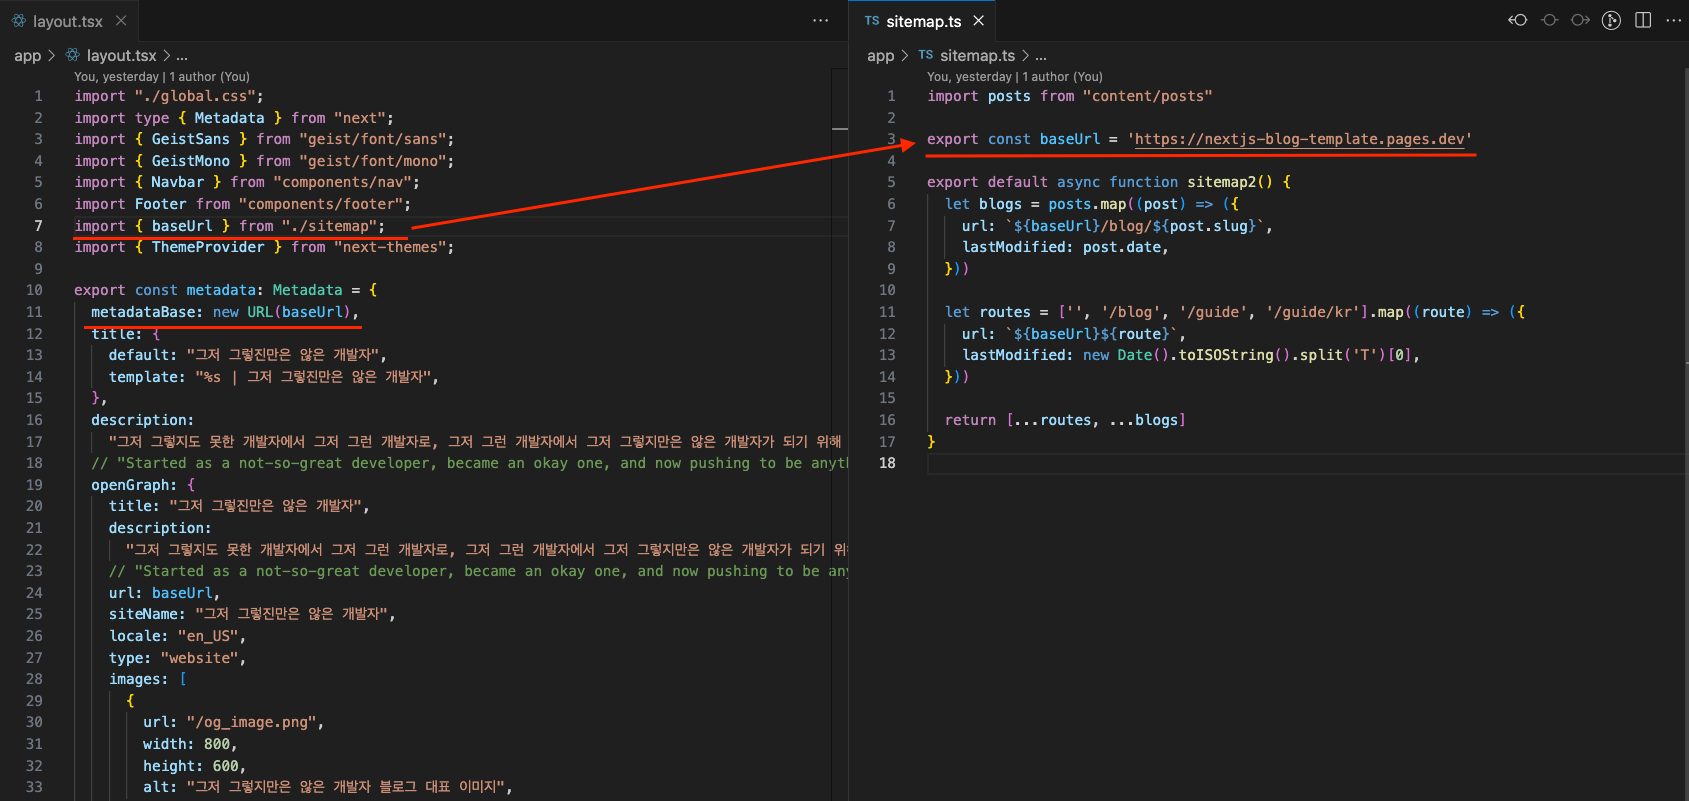 layout.tsx
app > layout.tsx > ...
You, yesterday | 1 author (You)
1 import "./global.css";
2 import type { Metadata } from "next";
3 import { GeistSans } from "geist/font/sans";
4 import { GeistMono } from "geist/font/mono";
5 import { Navbar } from "components/nav";
6 import Footer from "components/footer";
7 import { baseUrl } from "./sitemap";
8 import { ThemeProvider } from "next-themes";
9
10 export const metadata: Metadata = {
11 metadataBase: new URL(baseUrl),
12 title: {
13 default: "그저 그렇진만은 않은 개발자",
14 template: "%s | 그저 그렇진만은 않은 개발자",
15 },
16 description:
17 "그저 그렇지도 못한 개발자에서 그저 그런 개발자로, 그저 그런 개발자에서 그저 그렇지만은 않은 개발자가 되기 위해
18 // "Started as a not-so-great developer, became an okay one, and now pushing to be anyth
19 openGraph: {
20 title: "그저 그렇진만은 않은 개발자",
21 description:
22 "그저 그렇지도 못한 개발자에서 그저 그런 개발자로, 그저 그런 개발자에서 그저 그렇지만은 않은 개발자가 되기 위
23 // "Started as a not-so-great developer, became an okay one, and now pushing to be any
24 url: baseUrl,
25 siteName: "그저 그렇진만은 않은 개발자",
26 locale: "en_US",
27 type: "website",
28 images: [
29 {
30 url: "/og_image.png",
31 width: 800,
32 height: 600,
33 alt: "그저 그렇지만은 않은 개발자 블로그 대표 이미지",
TS sitemap.ts
app > TS sitemap.ts > ...
You, yesterday | 1 author (You)
1 import posts from "content/posts"
2
3 export const baseUrl = 'https://nextjs-blog-template.pages.dev'
4
5 export default async function sitemap2() {
6 let blogs = posts.map((post) => ({
7 url: `${baseUrl}/blog/${post.slug}`,
8 lastModified: post.date,
9 }))
10
11 let routes = ['', '/blog', '/guide', '/guide/kr'].map((route) => ({
12 url: `${baseUrl}${route}`,
13 lastModified: new Date().toISOString().split('T')[0],
14 }))
15
16 return [...routes, ...blogs]
17 }
18